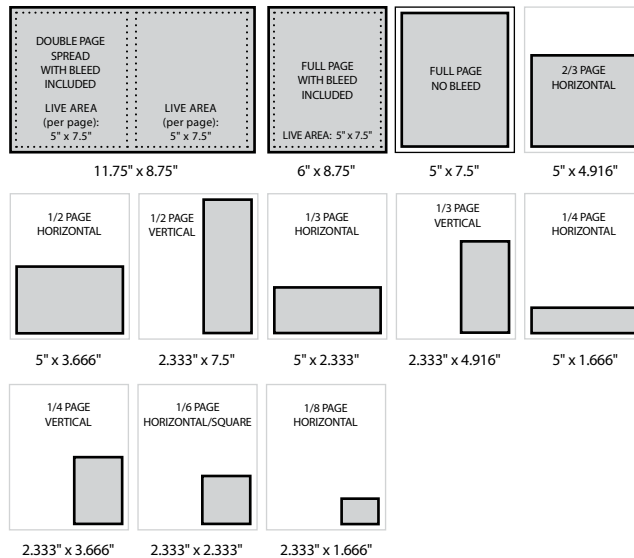 DOUBLE PAGE
SPREAD
WITH BLEED
INCLUDED
LIVE AREA
(per page):
5" x 7.5"
LIVE AREA
(per page):
5" x 7.5"
11.75" x 8.75"
FULL PAGE
WITH BLEED
INCLUDED
LIVE AREA: 5" x 7.5"
6" x 8.75"
FULL PAGE
NO BLEED
5" x 7.5"
2/3 PAGE
HORIZONTAL
5" x 4.916"
1/2 PAGE
HORIZONTAL
5" x 3.666"
1/2 PAGE
VERTICAL
2.333" x 7.5"
1/3 PAGE
HORIZONTAL
5" x 2.333"
1/3 PAGE
VERTICAL
2.333" x 4.916"
1/4 PAGE
HORIZONTAL
5" x 1.666"
1/4 PAGE
VERTICAL
2.333" x 3.666"
1/6 PAGE
HORIZONTAL/SQUARE
2.333" x 2.333"
1/8 PAGE
HORIZONTAL
2.333" x 1.666"